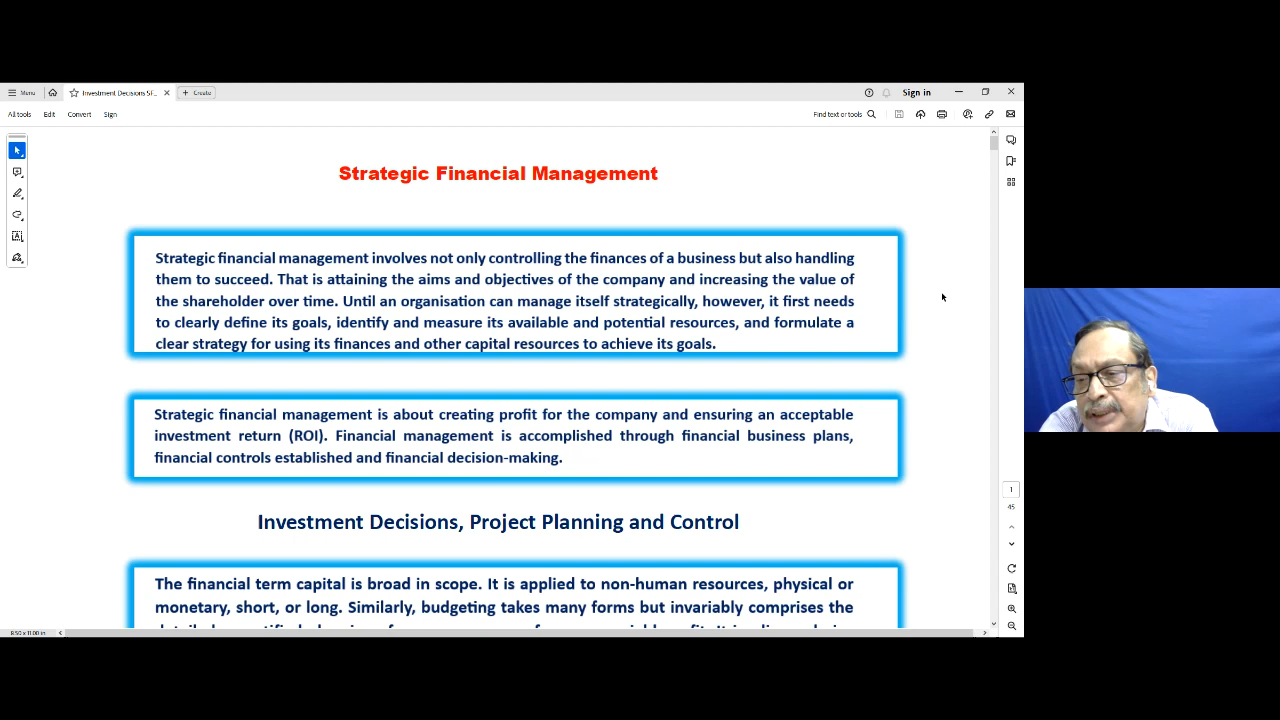 Menu
Investment Decisions SF...
Create
Sign in
All tools
Edit
Convert
Sign
Find text or tools
Strategic Financial Management
Strategic financial management involves not only controlling the finances of a business but also handling
them to succeed. That is attaining the aims and objectives of the company and increasing the value of
the shareholder over time. Until an organisation can manage itself strategically, however, it first needs
to clearly define its goals, identify and measure its available and potential resources, and formulate a
clear strategy for using its finances and other capital resources to achieve its goals.
Strategic financial management is about creating profit for the company and ensuring an acceptable
investment return (ROI). Financial management is accomplished through financial business plans,
financial controls established and financial decision-making.
Investment Decisions, Project Planning and Control
The financial term capital is broad in scope. It is applied to non-human resources, physical or
monetary, short, or long. Similarly, budgeting takes many forms but invariably comprises the
1
45
8.50 x 11.00 in